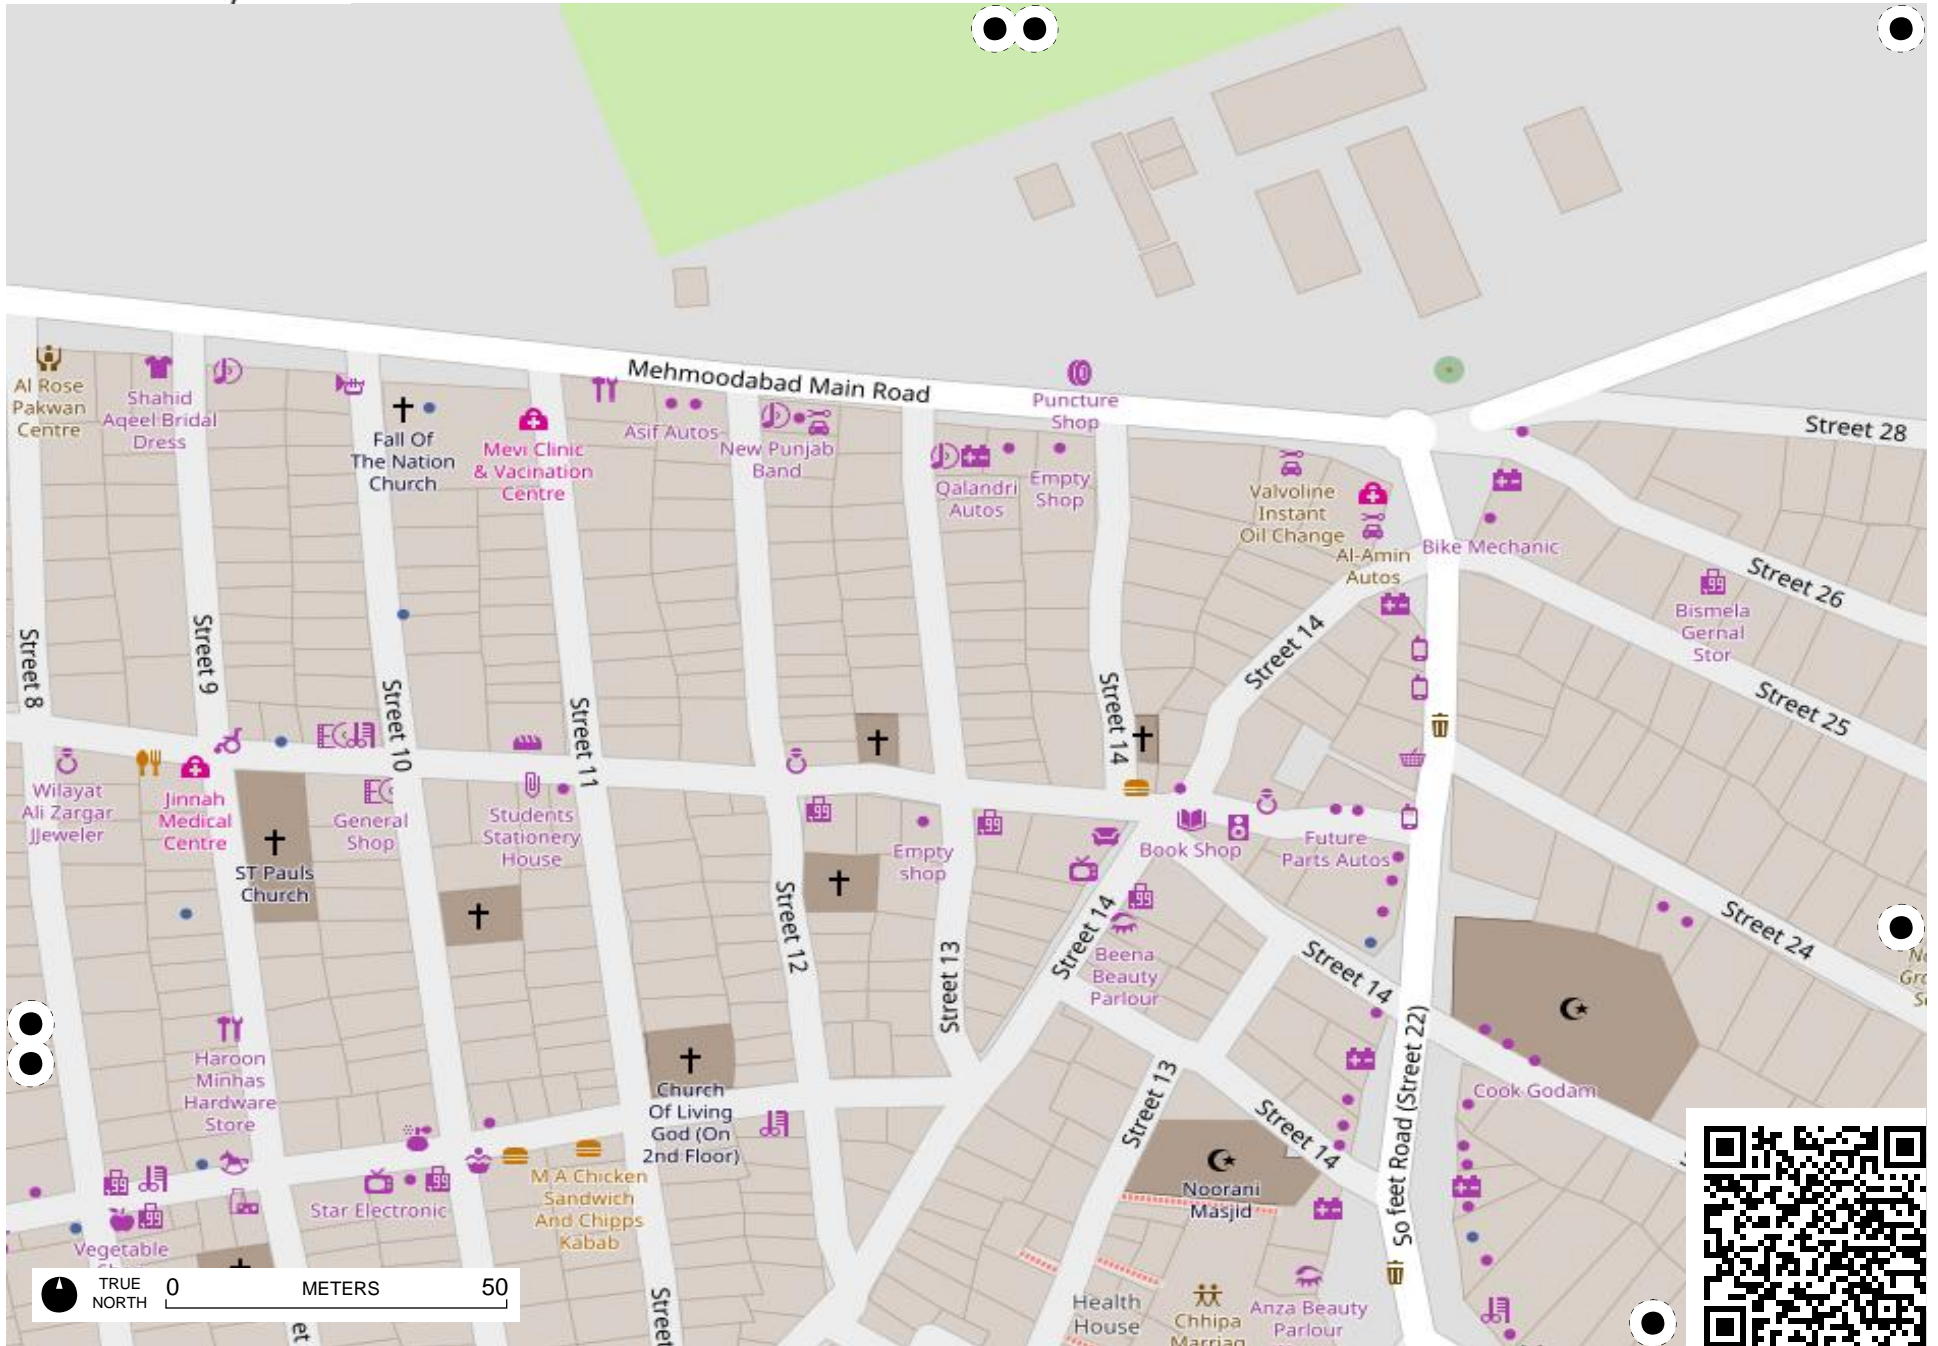 Mehmoodabad Main Road
Street 28
Al Rose
Pakwan
Centre
Shahid
Aqeel Bridal
Dress
Fall Of
The Nation
Church
Mevi Clinic
& Vacination
Centre
Asif Autos
New Punjab
Band
Puncture
Shop
Qalandri
Autos
Empty
Shop
Valvoline
Instant
Oil Change
Al-Amin
Autos
Bike Mechanic
Street 26
Bismela
Gernal
Stor
Street 25
Street 8
Street 9
Street 10
Street 11
Street 14
Street 14
Wilayat
Ali Zargar
JJeweler
Jinnah
Medical
Centre
General
Shop
Students
Stationery
House
Empty
shop
Book Shop
Future
Parts Autos
ST Pauls
Church
Street 12
Street 13
Street 14
Beena
Beauty
Parlour
Street 14
Street 24
Haroon
Minhas
Hardware
Store
Church
Of Living
God (On
2nd Floor)
Street 13
Street 14
So feet Road (Street 22)
Cook Godam
Star Electronic
M A Chicken
Sandwich
And Chipps
Kabab
Noorani
Masjid
Vegetable
Health
House
Chhipa
Marriag
Anza Beauty
Parlour
Street
et
TRUE
NORTH
0 METERS 50